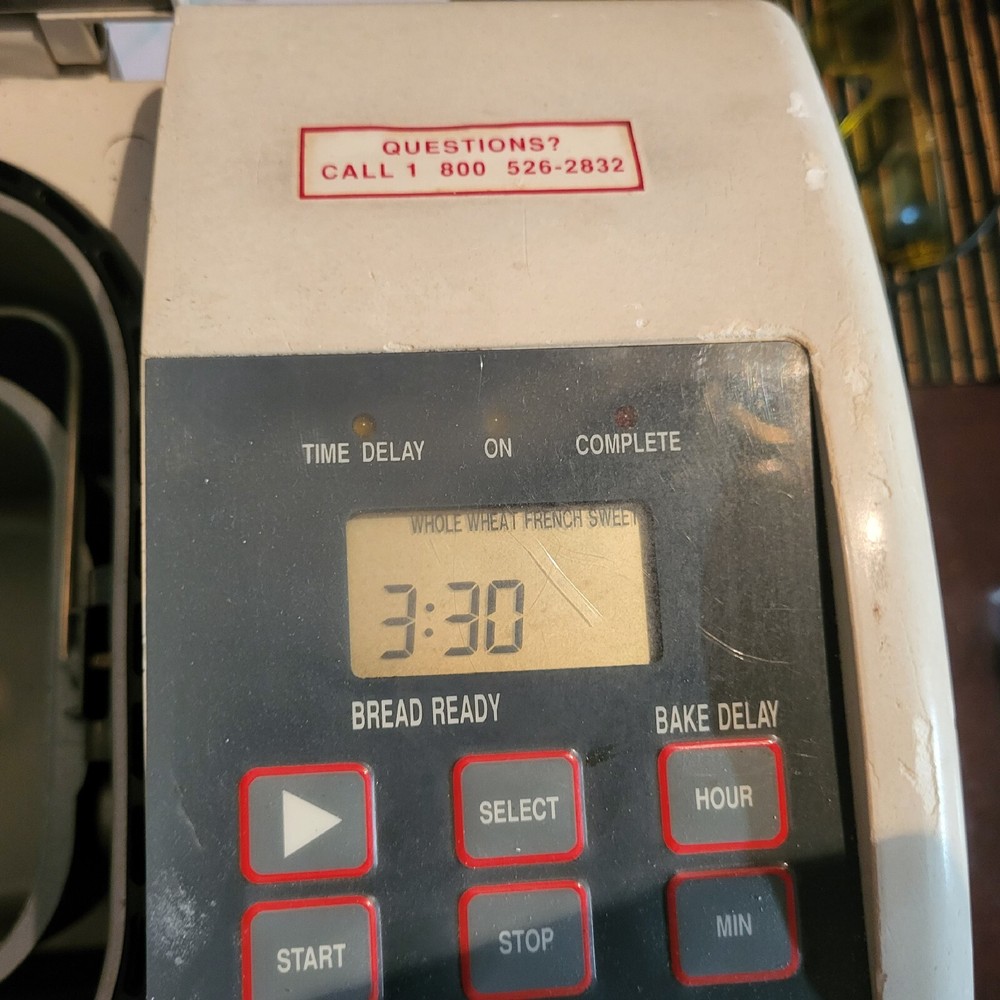 QUESTIONS?
CALL 1 800 526-2832
TIME DELAY ON COMPLETE
WHOLE WHEAT FRENCH SWEET
3:30
BREAD READY
BAKE DELAY
SELECT
HOUR
START
STOP
MIN